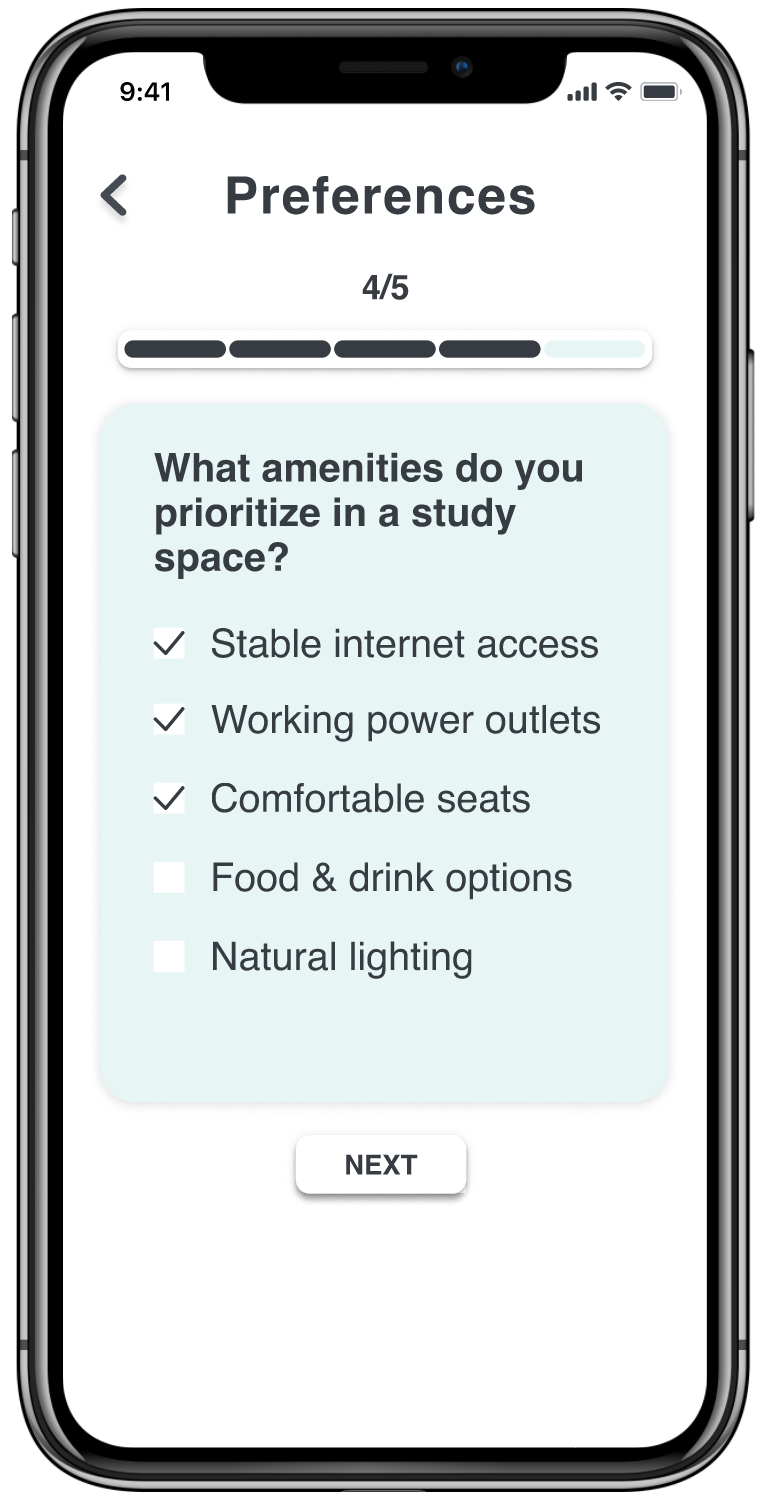 9:41
Preferences
4/5
What amenities do you
prioritize in a study
space?
Stable internet access
Working power outlets
Comfortable seats
Food & drink options
Natural lighting
NEXT